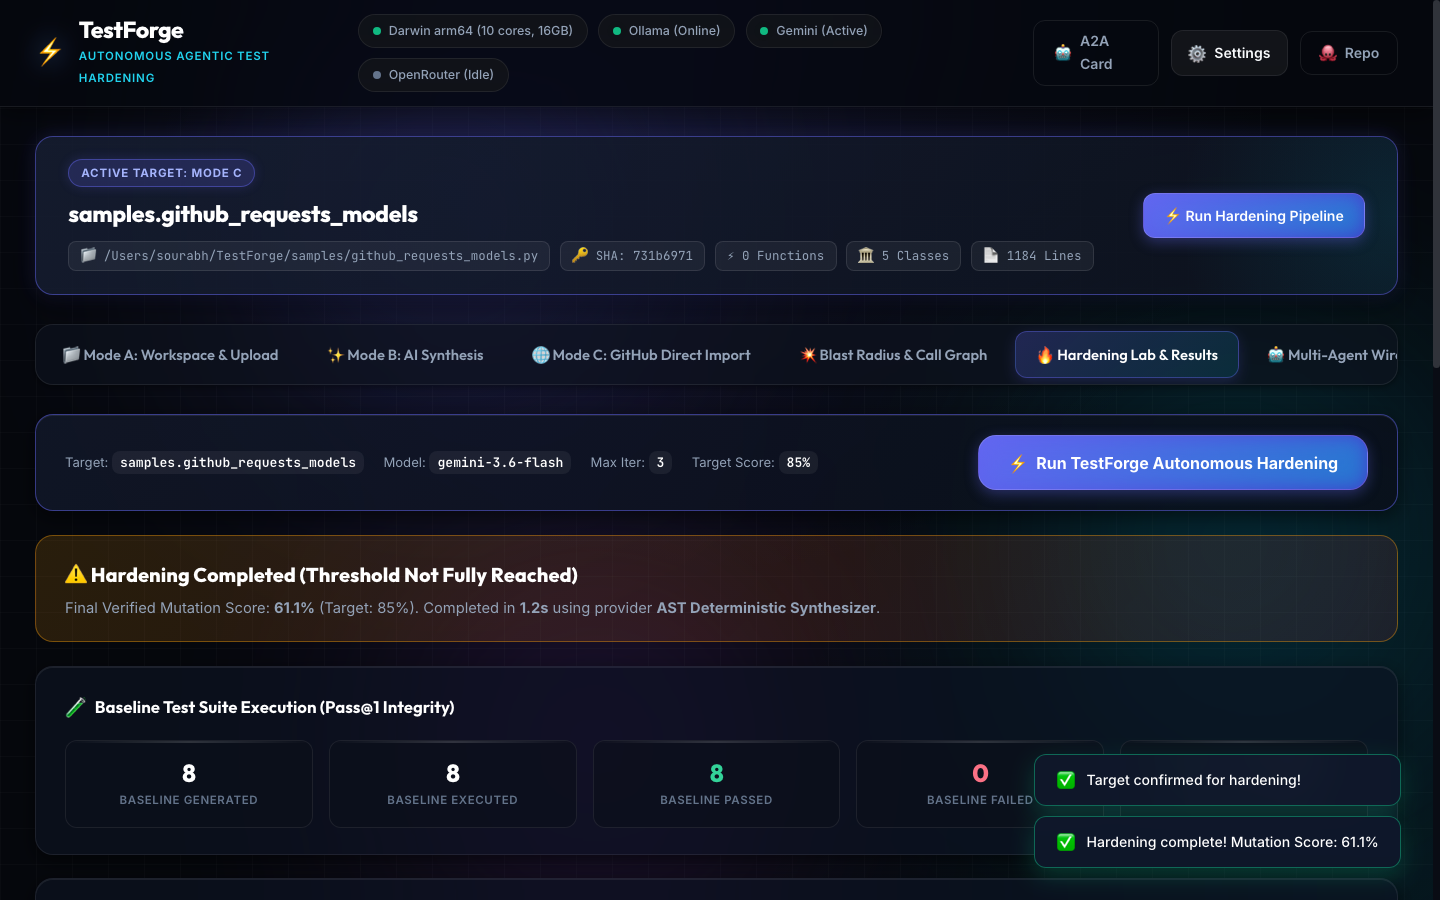 TestForge
AUTONOMOUS AGENTIC TEST
HARDENING
Darwin arm64 (10 cores, 16GB)
Ollama (Online)
Gemini (Active)
OpenRouter (Idle)
A2A
Card
Settings
Repo
ACTIVE TARGET: MODE C
samples.github_requests_models
/Users/sourabh/TestForge/samples/github_requests_models.py
SHA: 731b6971
⚡ 0 Functions
5 Classes
1184 Lines
⚡ Run Hardening Pipeline
Mode A: Workspace & Upload
Mode B: AI Synthesis
Mode C: GitHub Direct Import
Blast Radius & Call Graph
Hardening Lab & Results
Multi-Agent Wir
Target: samples.github_requests_models
Model: gemini-3.6-flash
Max Iter: 3
Target Score: 85%
⚡ Run TestForge Autonomous Hardening
Hardening Completed (Threshold Not Fully Reached)
Final Verified Mutation Score: 61.1% (Target: 85%). Completed in 1.2s using provider AST Deterministic Synthesizer.
Baseline Test Suite Execution (Pass@1 Integrity)
8
BASELINE GENERATED
8
BASELINE EXECUTED
8
BASELINE PASSED
0
BASELINE FAILED
Target confirmed for hardening!
Hardening complete! Mutation Score: 61.1%